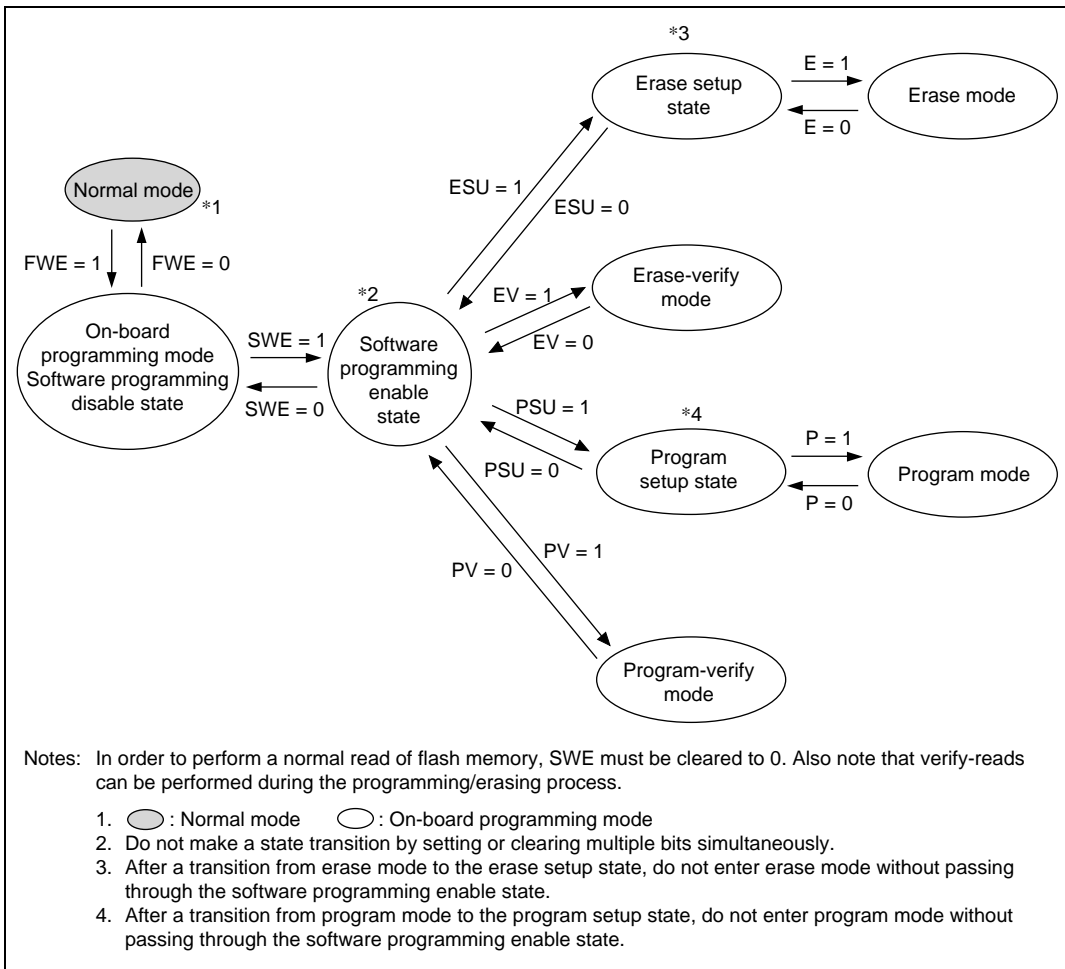 *3
Erase setup
state
E = 1
E = 0
Erase mode
Normal mode
*1
FWE = 1
FWE = 0
ESU = 1
ESU = 0
Erase-verify
mode
*2
EV = 1
EV = 0
On-board
programming mode
Software programming
disable state
SWE = 1
SWE = 0
Software
programming
enable
state
PSU = 1
PSU = 0
*4
Program
setup state
P = 1
P = 0
Program mode
PV = 1
PV = 0
Program-verify
mode
Notes: In order to perform a normal read of flash memory, SWE must be cleared to 0. Also note that verify-reads
can be performed during the programming/erasing process.
1. : Normal mode : On-board programming mode
2. Do not make a state transition by setting or clearing multiple bits simultaneously.
3. After a transition from erase mode to the erase setup state, do not enter erase mode without passing
through the software programming enable state.
4. After a transition from program mode to the program setup state, do not enter program mode without
passing through the software programming enable state.